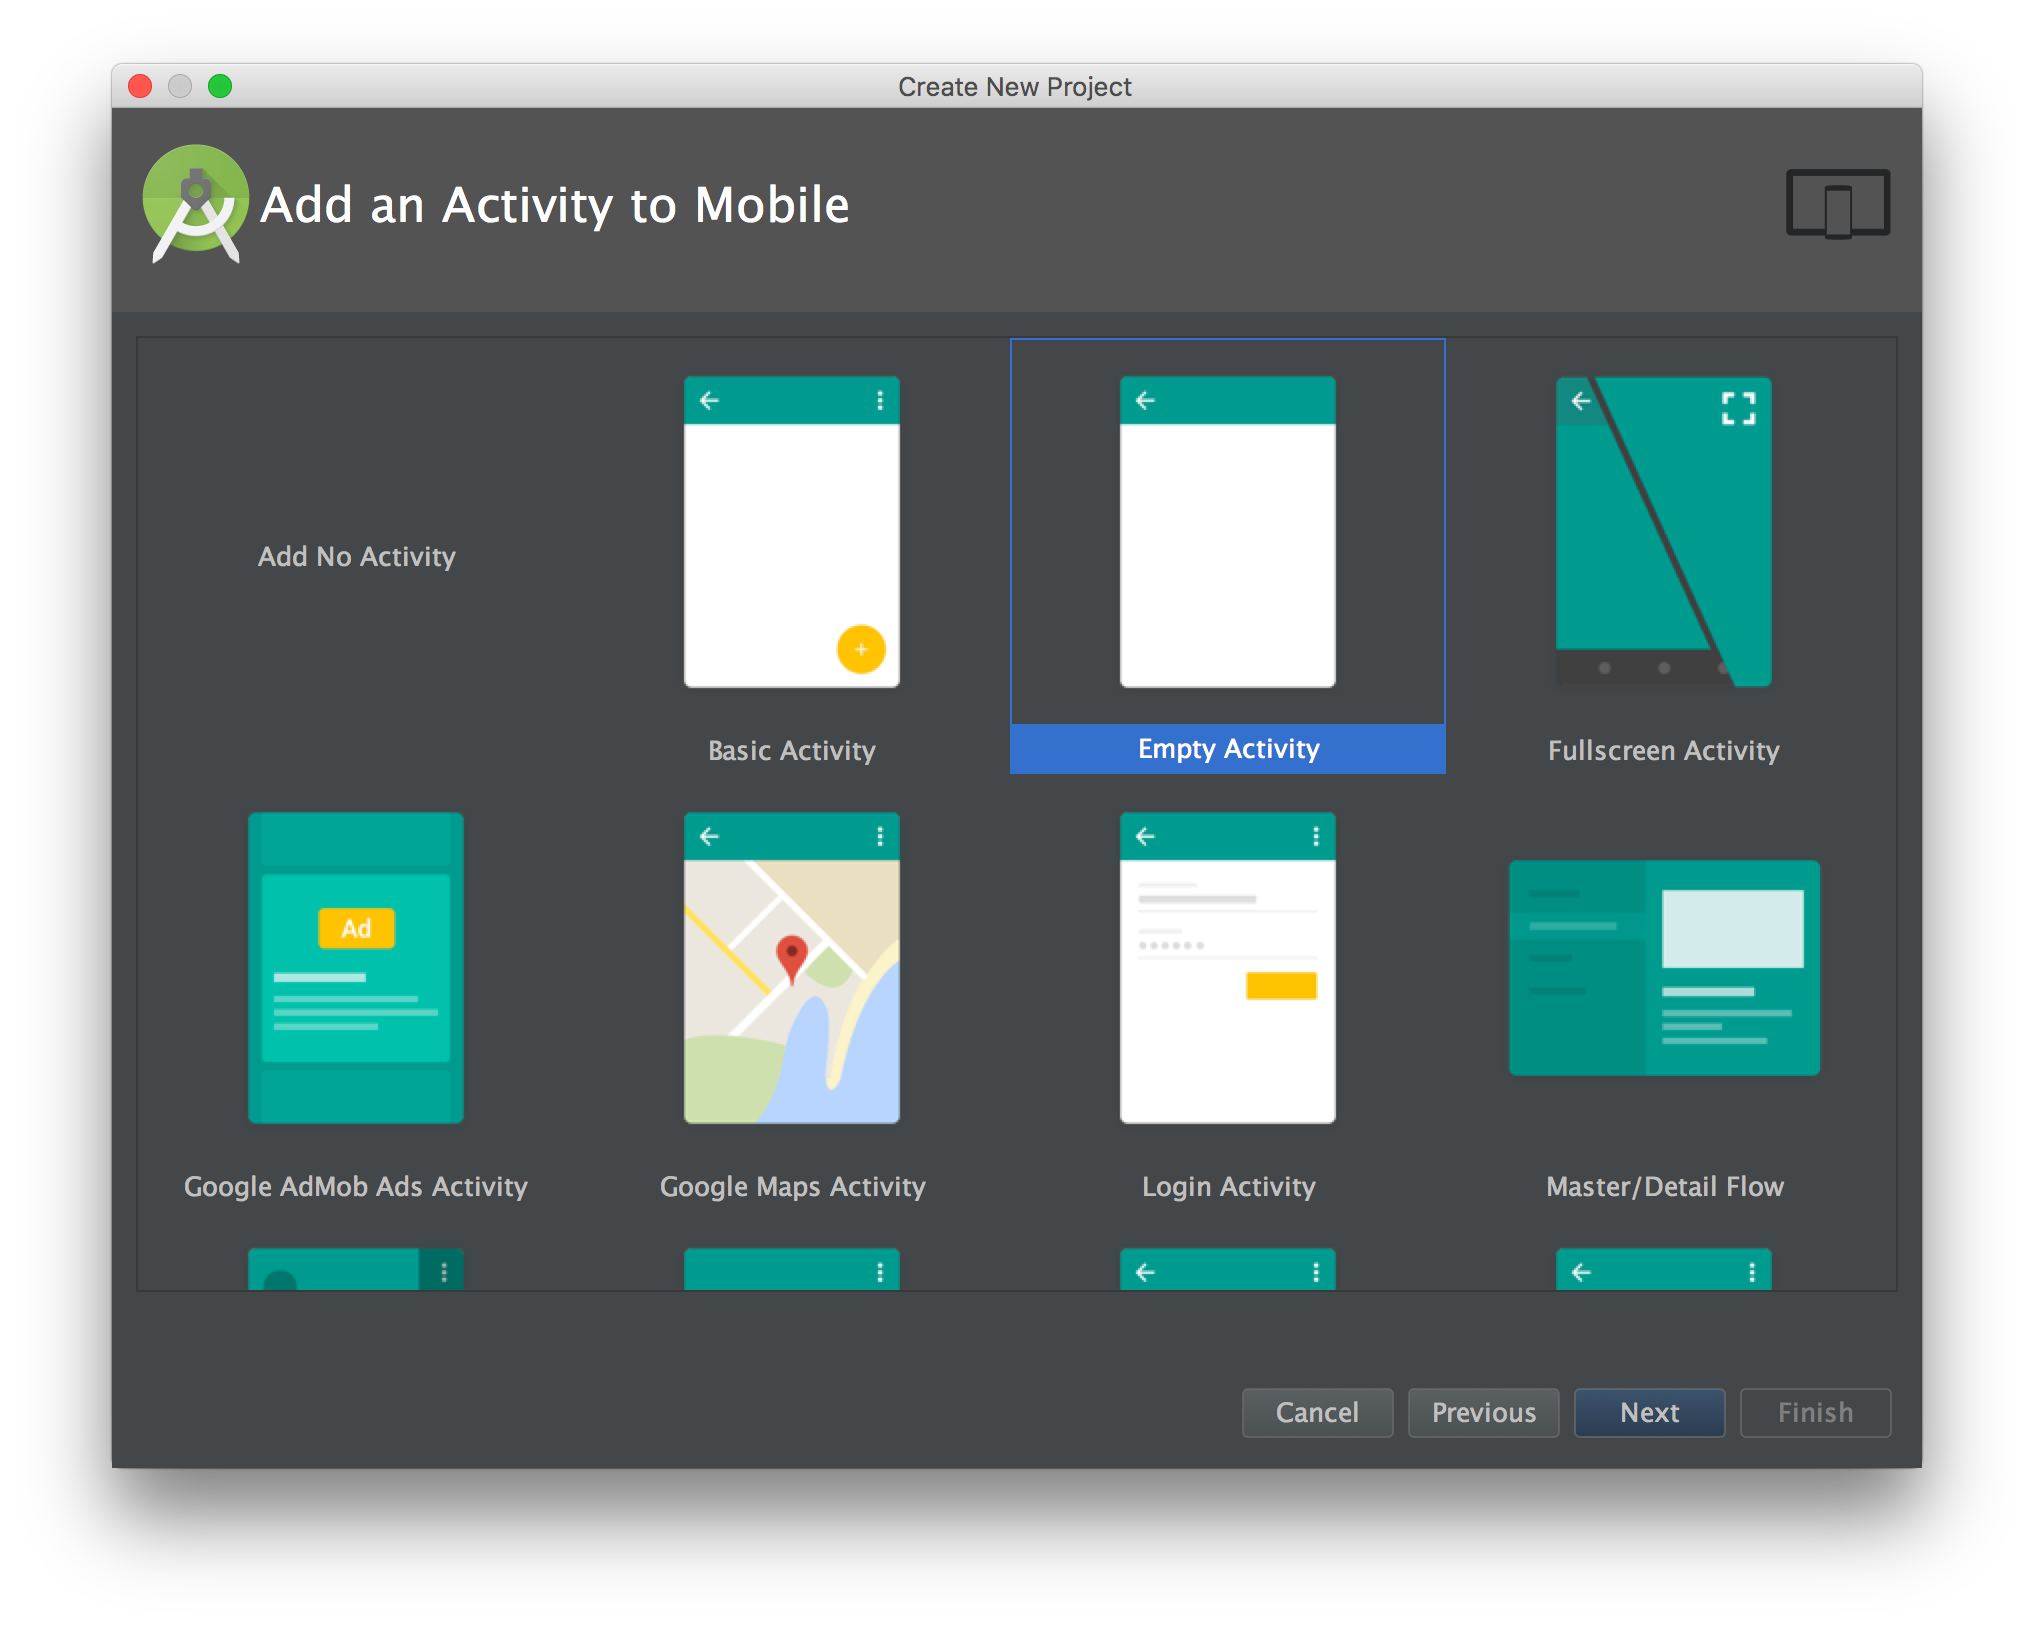 Create New Project
Add an Activity to Mobile
Add No Activity
Basic Activity
Empty Activity
Fullscreen Activity
Ad
Google AdMob Ads Activity
Google Maps Activity
Login Activity
Master/Detail Flow
Cancel
Previous
Next
Finish